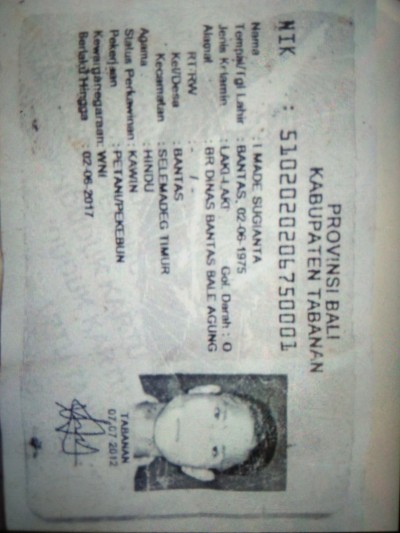 PROVINSI BALI
KABUPATEN TABANAN
NIK : 5102020206750001
Nama : I MADE SUGIANTA
Tempat/Tgl Lahir : BANTAS, 02-06-1975
Jenis Kelamin : LAKI-LAKI Gol. Darah : O
Alamat : BR DINAS BANTAS BALE AGUNG
RT/RW : - / -
Kel/Desa : BANTAS
Kecamatan : SELEMADEG TIMUR
Agama : HINDU
Status Perkawinan : KAWIN
Pekerjaan : PETANI/PEKEBUN
Kewarganegaraan: WNI
Berlaku Hingga : 02-06-2017
TABANAN
07-07-2012